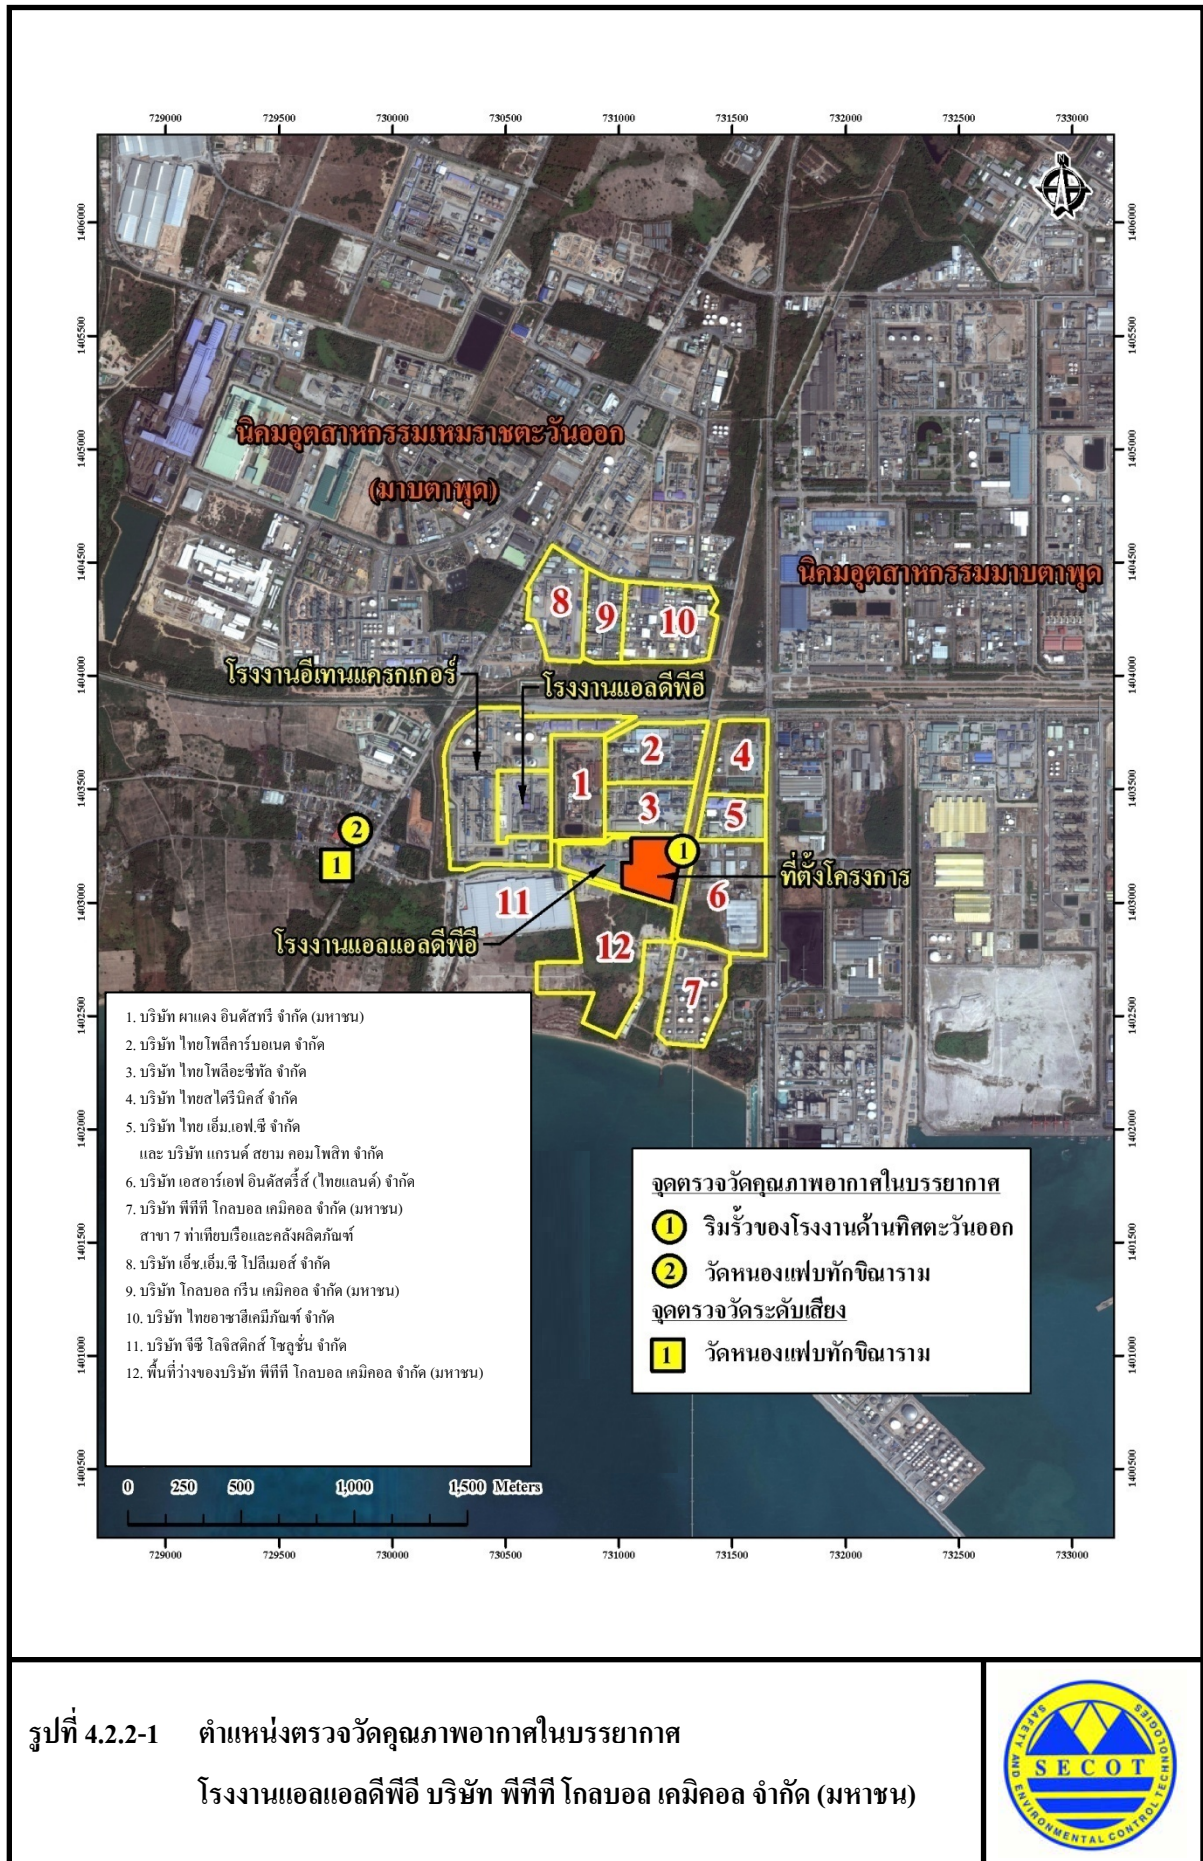 729000 729500 730000 730500 731000 731500 732000 732500 733000
N
1406000 1406000
1405500 1405500
1405000 1405000
1404500 1404500
1404000 1404000
1403500 1403500
1403000 1403000
1402500 1402500
1402000 1402000
1401500 1401500
1401000 1401000
1400500 1400500
นิคมอุตสาหกรรมเหมราชตะวันออก
(มาบตาพุด)
นิคมอุตสาหกรรมมาบตาพุด
8 9 10
โรงงานอีเทนแครกเกอร์
โรงงานแอลดีพีอี
2 4
1
3 5
2
1
1
ที่ตั้งโครงการ
6
11
โรงงานแอลแอลดีพีอี
12
7
1. บริษัท ผาแดง อินดัสทรี จำกัด (มหาชน)
2. บริษัท ไทยโพลีคาร์บอเนต จำกัด
3. บริษัท ไทยโพลีอะซีทัล จำกัด
4. บริษัท ไทยสไตรีนิคส์ จำกัด
5. บริษัท ไทย เอ็ม.เอฟ.ซี จำกัด
และ บริษัท แกรนด์ สยาม คอมโพสิท จำกัด
6. บริษัท เอสอาร์เอฟ อินดัสตรี้ส์ (ไทยแลนด์) จำกัด
7. บริษัท พีทีที โกลบอล เคมิคอล จำกัด (มหาชน)
สาขา 7 ท่าเทียบเรือและคลังผลิตภัณฑ์
8. บริษัท เอ็ช.เอ็ม.ซี โปลีเมอส์ จำกัด
9. บริษัท โกลบอล กรีน เคมิคอล จำกัด (มหาชน)
10. บริษัท ไทยอาซาฮีเคมีภัณฑ์ จำกัด
11. บริษัท จีซี โลจิสติกส์ โซลูชั่น จำกัด
12. พื้นที่ว่างของบริษัท พีทีที โกลบอล เคมิคอล จำกัด (มหาชน)
จุดตรวจวัดคุณภาพอากาศในบรรยากาศ
1 ริมรั้วของโรงงานด้านทิศตะวันออก
2 วัดหนองแฟบทักขิณาราม
จุดตรวจวัดระดับเสียง
1 วัดหนองแฟบทักขิณาราม
0 250 500 1,000 1,500 Meters
729000 729500 730000 730500 731000 731500 732000 732500 733000
รูปที่ 4.2.2-1 ตำแหน่งตรวจวัดคุณภาพอากาศในบรรยากาศ
โรงงานแอลแอลดีพีอี บริษัท พีทีที โกลบอล เคมิคอล จำกัด (มหาชน)
SAFETY AND ENVIRONMENTAL CONTROL TECHNOLOGIES
SECOT